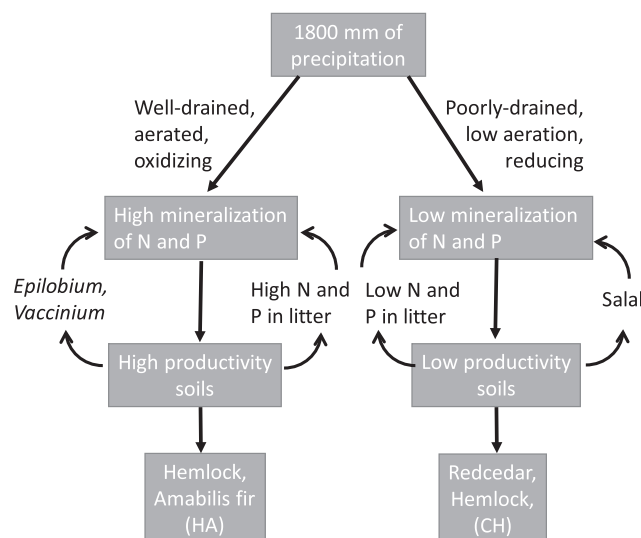 1800 mm of
precipitation
Well-drained,
aerated,
oxidizing
Poorly-drained,
low aeration,
reducing
High mineralization
of N and P
Low mineralization
of N and P
Epilobium,
Vaccinium
High N and
P in litter
Low N and
P in litter
Salal
High productivity
soils
Low productivity
soils
Hemlock,
Amabilis fir
(HA)
Redcedar,
Hemlock,
(CH)